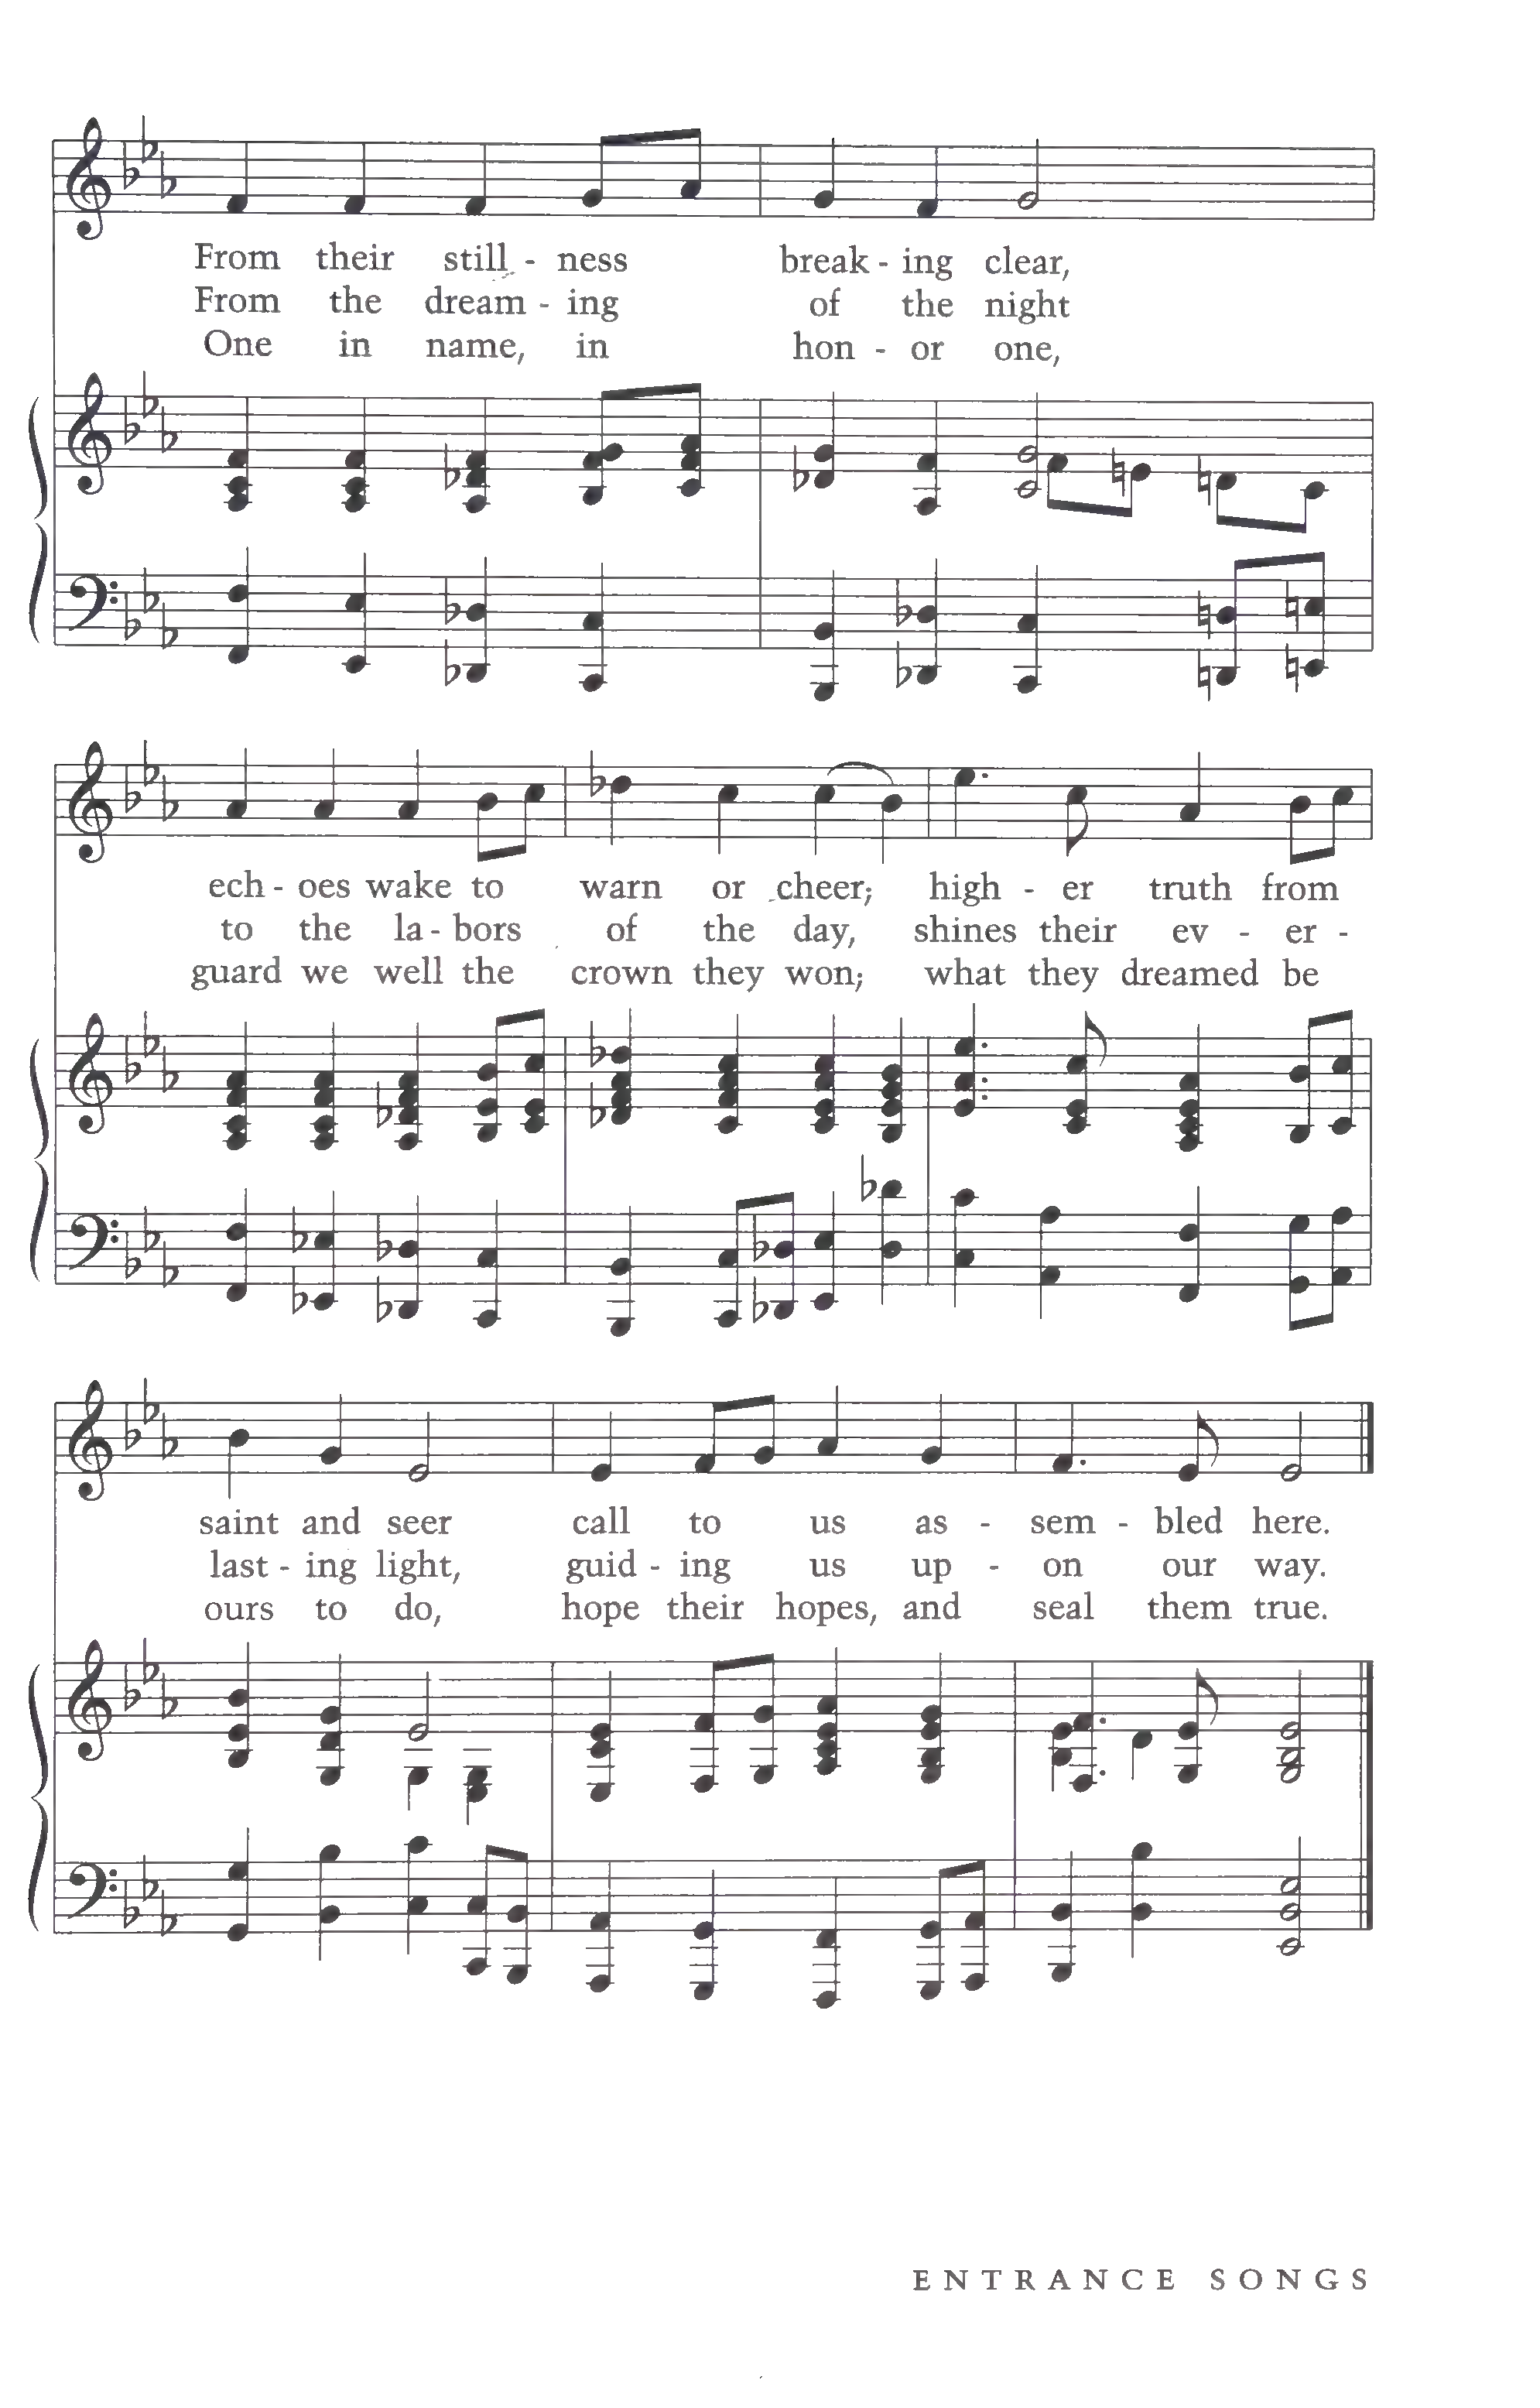 From their still - ness break - ing clear,
From the dream - ing of the night
One in name, in hon - or one,
ech - oes wake to warn or cheer; high - er truth from
to the la - bors of the day, shines their ev - er -
guard we well the crown they won; what they dreamed be
saint and seer call to us as - sem - bled here.
last - ing light, guid - ing us up - on our way.
ours to do, hope their hopes, and seal them true.
ENTRANCE SONGS